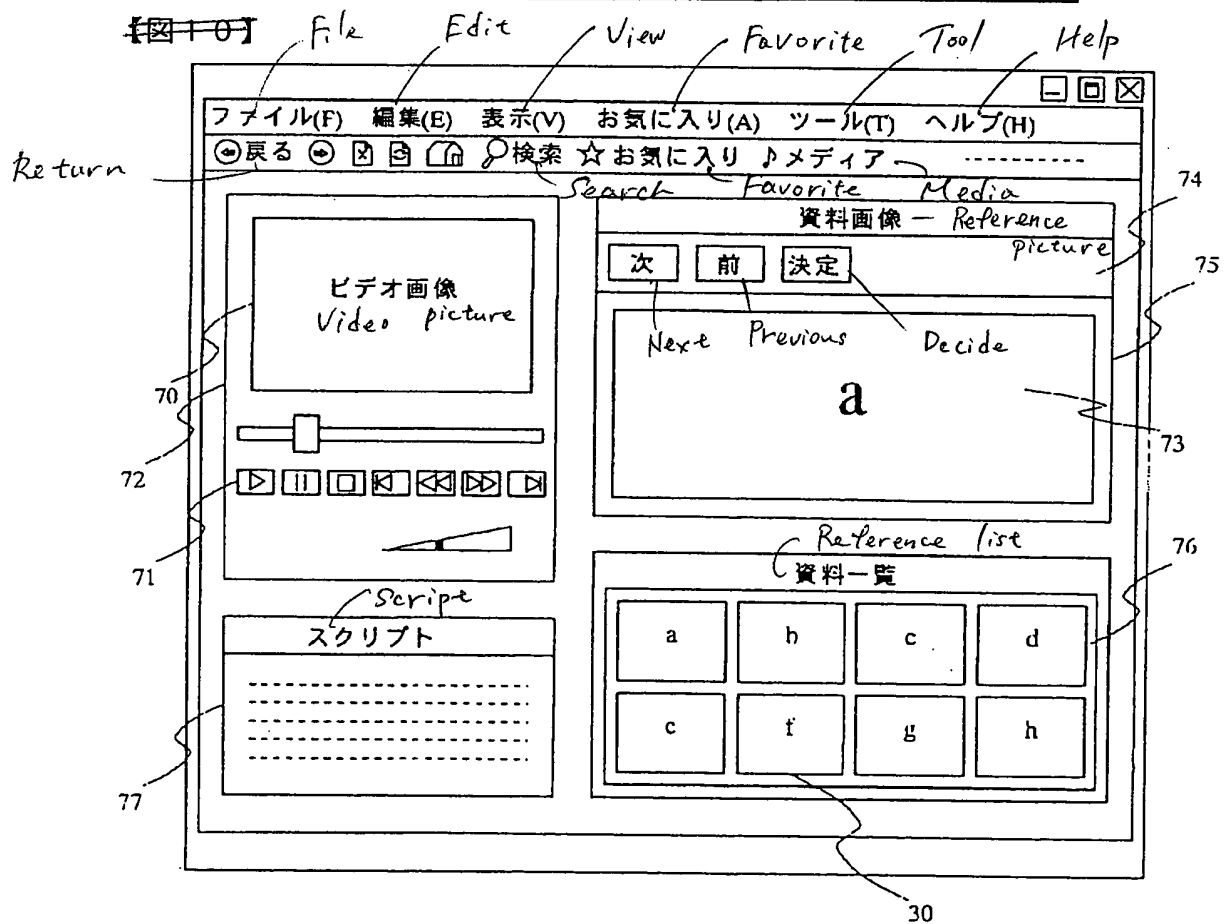 【図10】
File Edit View Favorite Tool Help
ファイル(F) 編集(E) 表示(V) お気に入り(A) ツール(T) ヘルプ(H)
戻る 検索 お気に入り メディア
Return Search Favorite Media
74
資料画像 — Reference
picture
75
次 前 決定
Next Previous Decide
ビデオ画像
Video picture
70
a
73
72
71
Reference list
資料一覧
76
a h c d
c f g h
Script
スクリプト
77
30